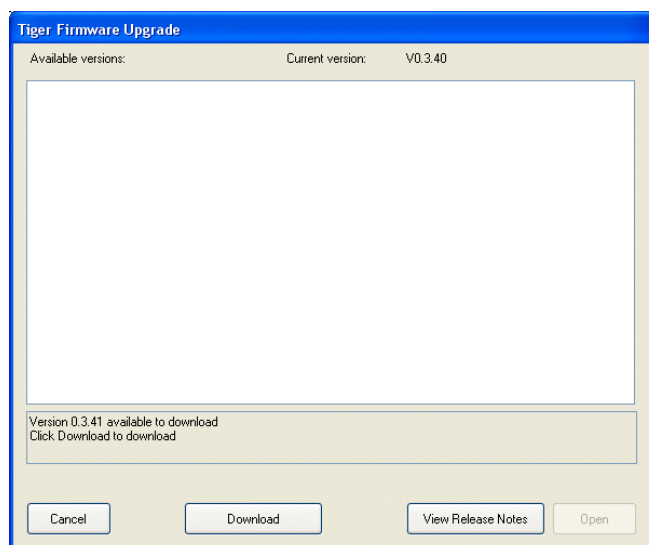 Tiger Firmware Upgrade
Available versions: Current version: V0.3.40
Version 0.3.41 available to download
Click Download to download
Cancel Download View Release Notes Open